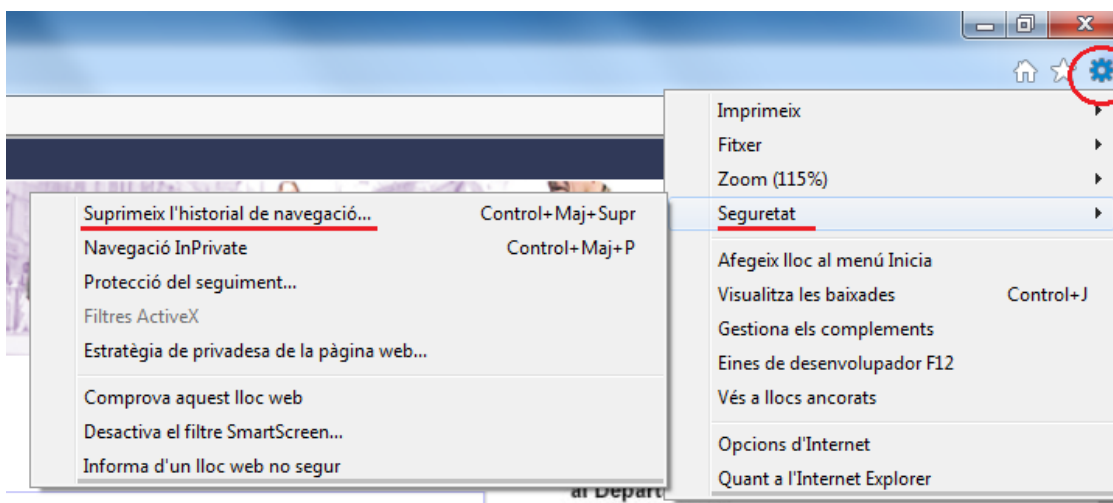 Imprimeix
Fitxer
Zoom (115%)
Seguretat
Afegeix lloc al menú Inicia
Visualitza les baixades Control+J
Gestiona els complements
Eines de desenvolupador F12
Vés a llocs ancorats
Opcions d'Internet
Quant a l'Internet Explorer
Suprimeix l'historial de navegació... Control+Maj+Supr
Navegació InPrivate Control+Maj+P
Protecció del seguiment...
Filtres ActiveX
Estratègia de privadesa de la pàgina web...
Comprova aquest lloc web
Desactiva el filtre SmartScreen...
Informa d'un lloc web no segur
al Depart